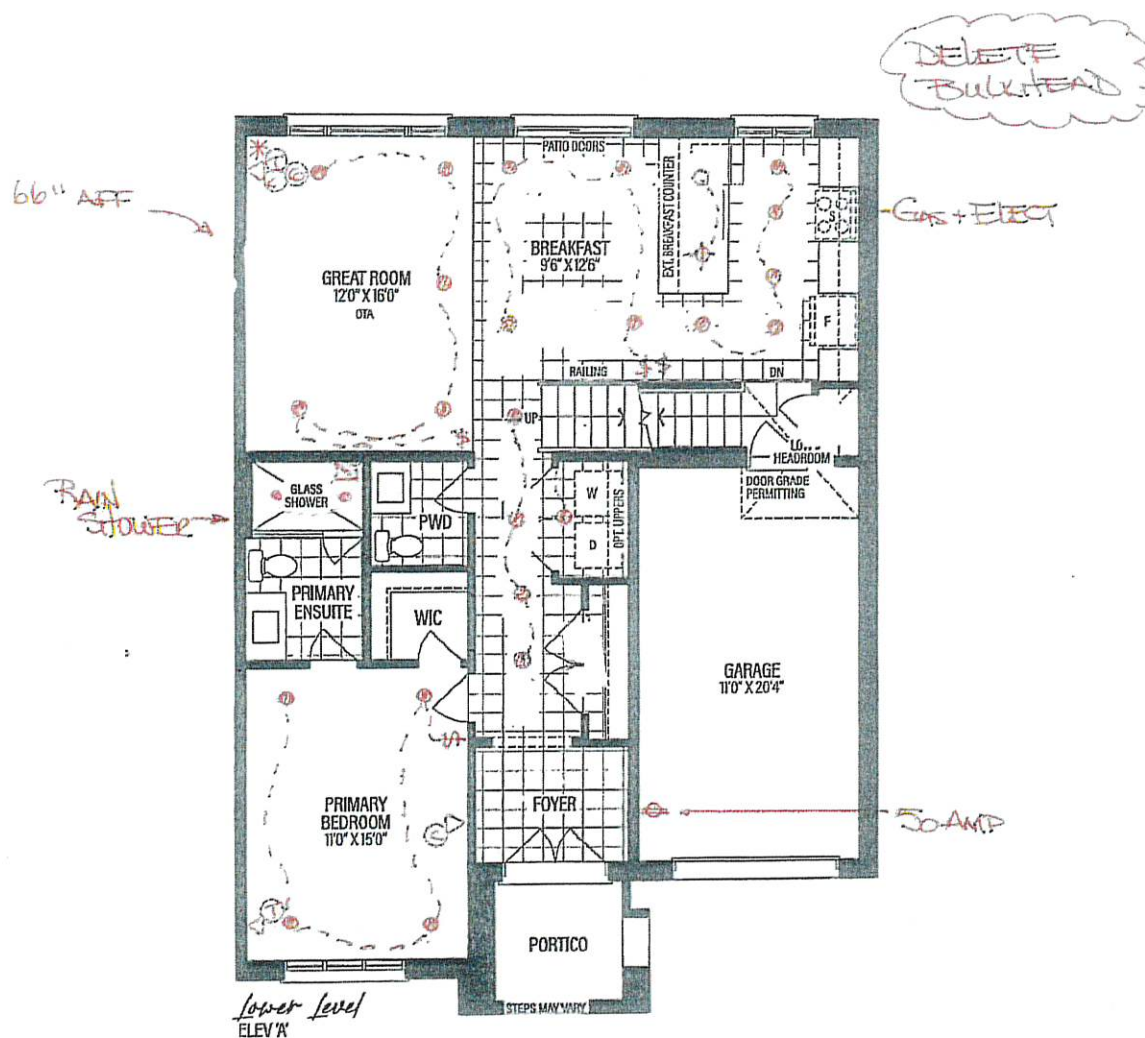 DELETE
BULKHEAD
PATIO DOORS
66" AFF
EXT. BREAKFAST COUNTER
S
GAS + ELECT
BREAKFAST
9'6" X 12'6"
GREAT ROOM
12'0" X 16'0"
OTA
F
RAILING
DN
UP
HEADROOM
DOOR GRADE
PERMITTING
GLASS
SHOWER
RAIN
SHOWER
W
D
OPT. UPPERS
PWD
PRIMARY
ENSUITE
WIC
GARAGE
11'0" X 20'4"
PRIMARY
BEDROOM
11'0" X 15'0"
FOYER
50 AMP
PORTICO
STEPS MAY VARY
Lower Level
ELEV 'A'